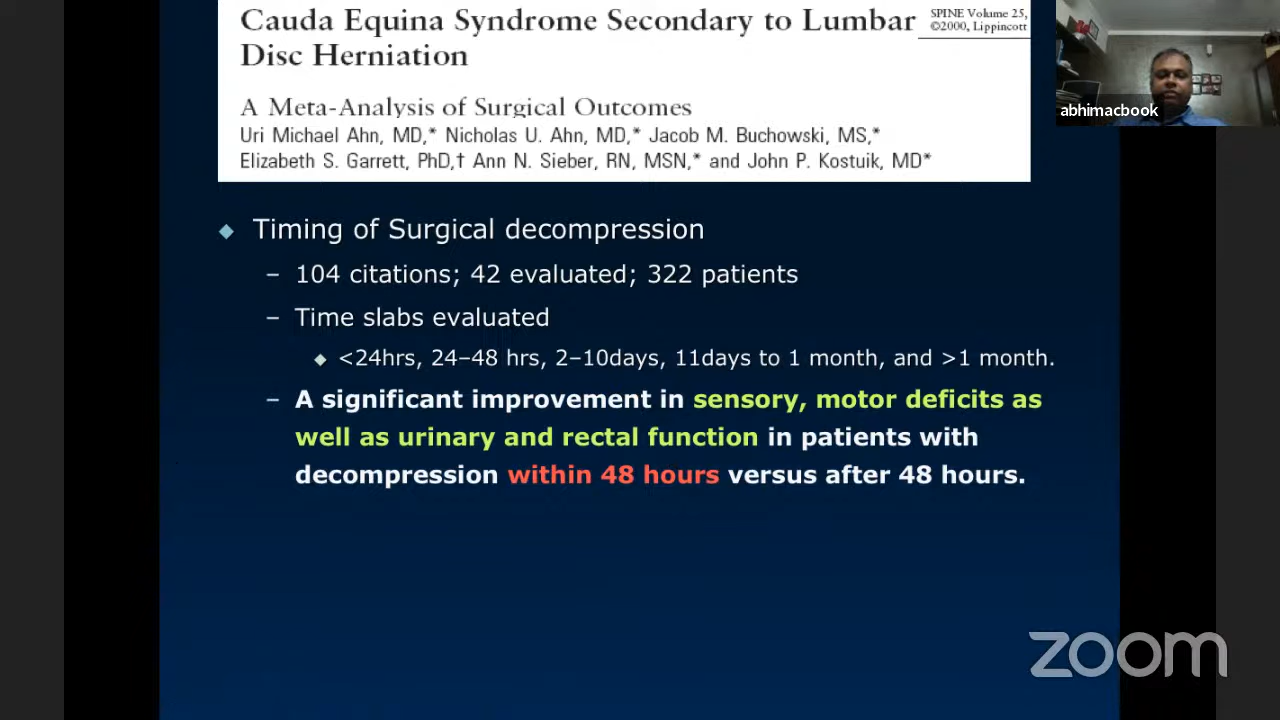 Cauda Equina Syndrome Secondary to Lumbar
Disc Herniation
SPINE Volume 25,
©2000, Lippincott
A Meta-Analysis of Surgical Outcomes
Uri Michael Ahn, MD,* Nicholas U. Ahn, MD,* Jacob M. Buchowski, MS,*
Elizabeth S. Garrett, PhD,† Ann N. Sieber, RN, MSN,* and John P. Kostuik, MD*
abhimacbook
◆ Timing of Surgical decompression
– 104 citations; 42 evaluated; 322 patients
– Time slabs evaluated
◆ <24hrs, 24–48 hrs, 2–10days, 11days to 1 month, and >1 month.
– A significant improvement in sensory, motor deficits as
well as urinary and rectal function in patients with
decompression within 48 hours versus after 48 hours.
zoom